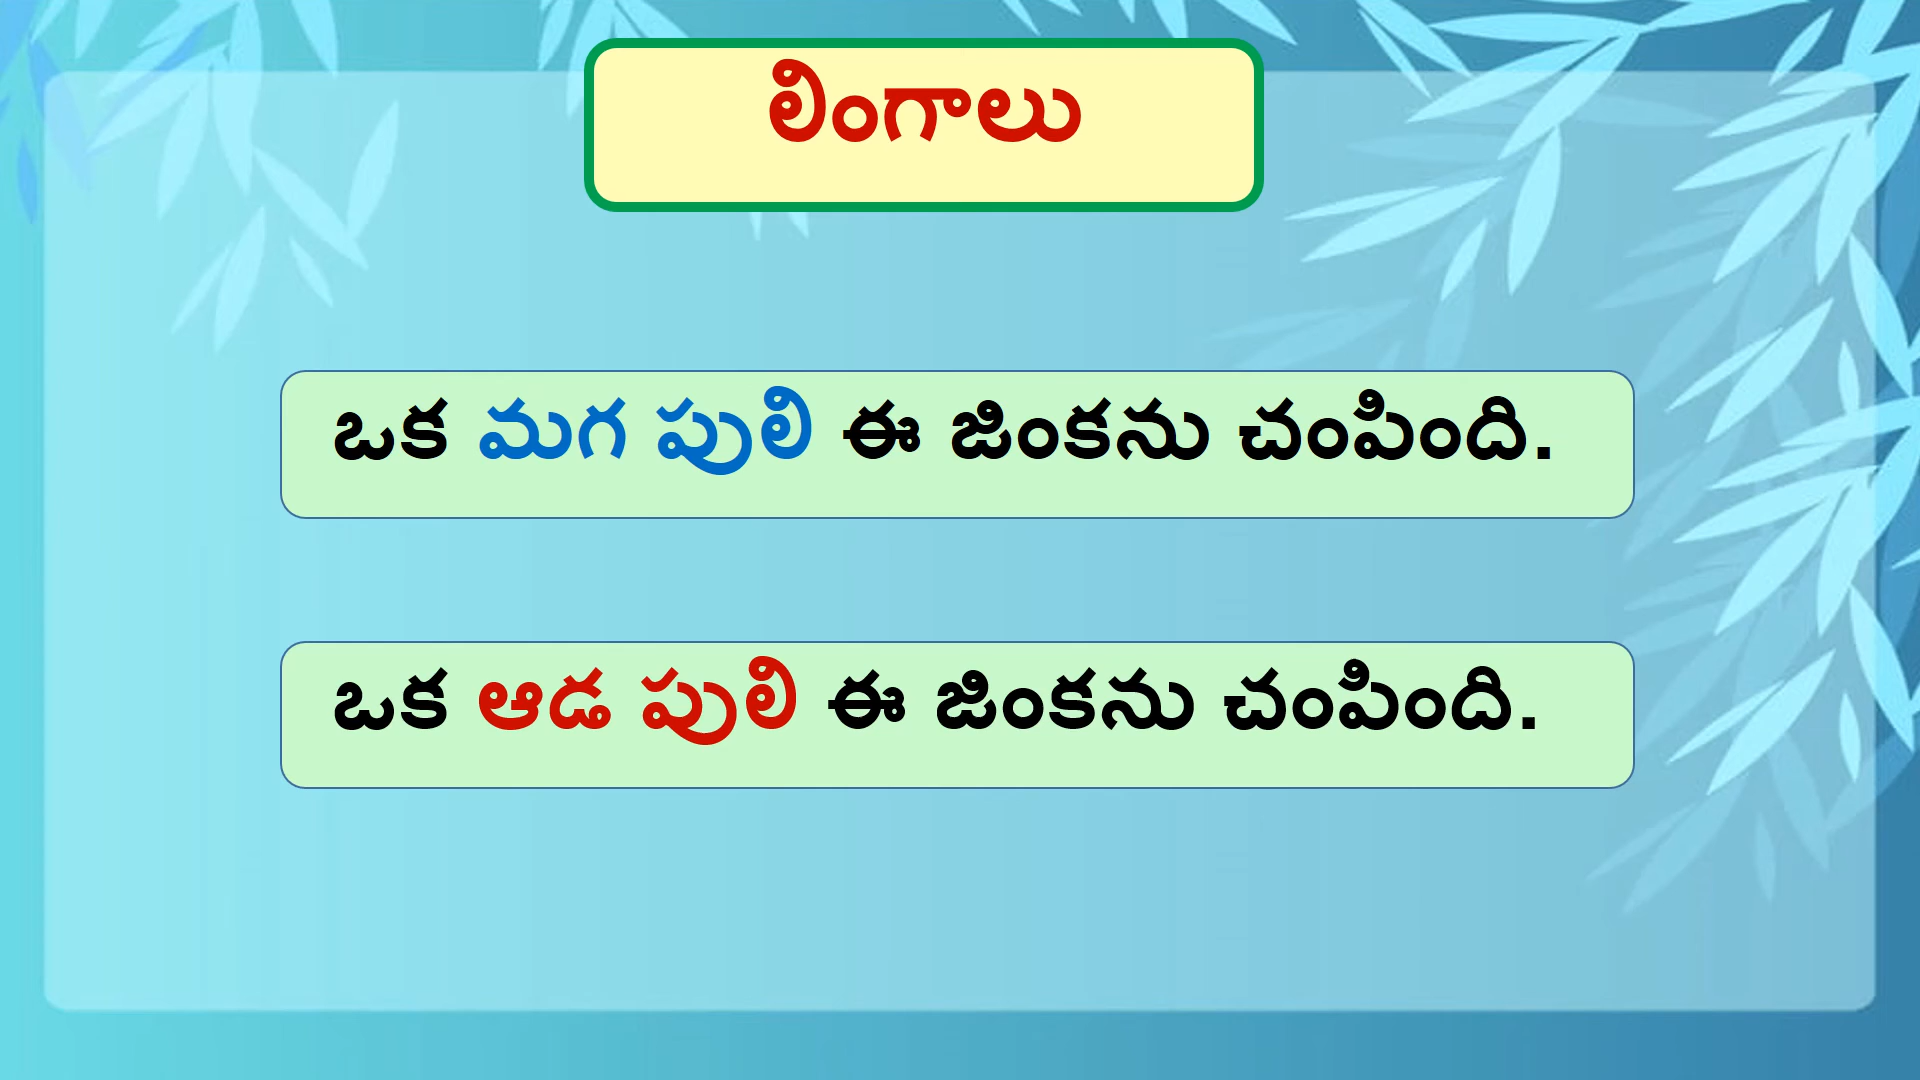 లింగాలు
ఒక మగ పులి ఈ జింకను చంపింది.
ఒక ఆడ పులి ఈ జింకను చంపింది.